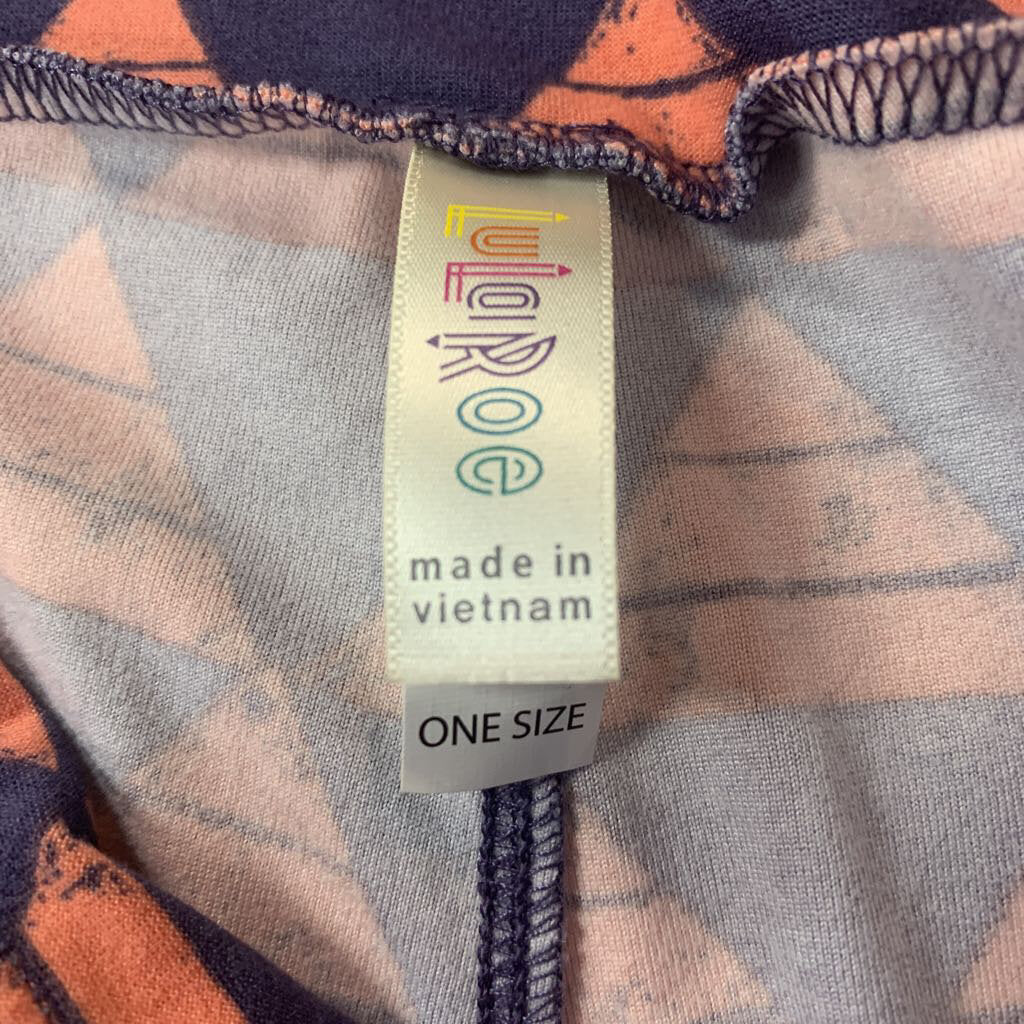 LuLaRoe
made in
vietnam
ONE SIZE